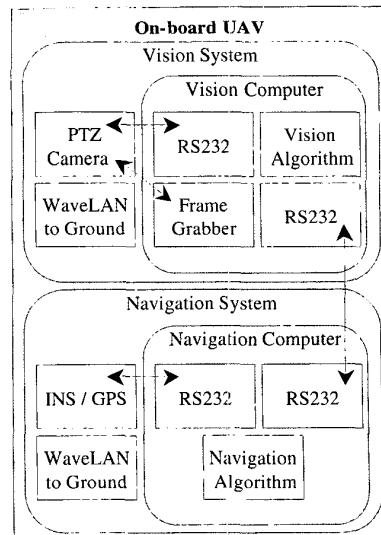 On-board UAV
Vision System
Vision Computer
PTZ
Camera
RS232
Vision
Algorithm
WaveLAN
to Ground
Frame
Grabber
RS232
Navigation System
Navigation Computer
INS / GPS
RS232
RS232
WaveLAN
to Ground
Navigation
Algorithm